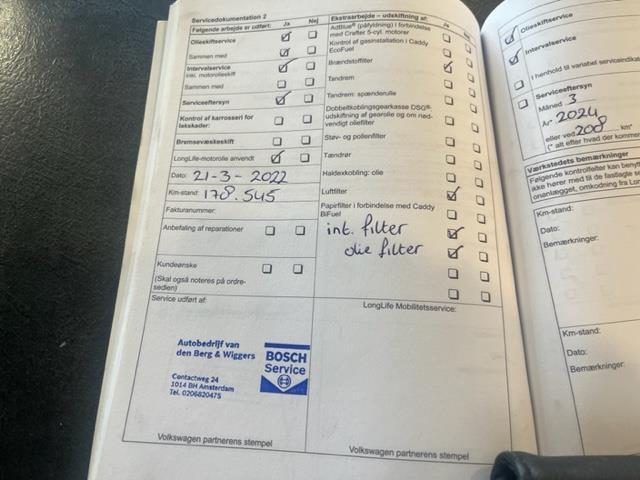 Servicedokumentation 2
Følgende arbejde er udført: Ja Nej
Olieskiftservice
Sammen med
Intervalservice
inkl. motorolieskift
Sammen med
Serviceeftersyn
Kontrol af karrosseri for
lakskader:
Bremsevæskeskift
LongLife-motorolie anvendt
Dato: 21-3-2022
Km-stand: 178.545
Fakturanummer:
Anbefaling af reparationer
Kundeønske
(Skal også noteres på ordre-
sedlen)
Service udført af:
Autobedrijf van
den Berg & Wiggers
Contactweg 24
1014 BH Amsterdam
Tel. 0206820475
BOSCH
Service
Volkswagen partnerens stempel
Ekstraarbejde – udskiftning af: Ja Nej
AdBlue® (påfyldning) i forbindelse
med Crafter 5-cyl. motorer
Kontrol af gasinstallation i Caddy
EcoFuel
Brændstoffilter
Tandrem
Tandrem: spænderulle
Dobbeltkoblingsgearkasse DSG®-
udskiftning af gearolie og om nød-
vendigt oliefilter
Støv- og pollenfilter
Tændrør
Haldexkobling: olie
Luftfilter
Papirfilter i forbindelse med Caddy
BiFuel
int. filter
olie filter
LongLife Mobilitetsservice:
Volkswagen partnerens stempel
Olieskiftservice
Intervalservice
I henhold til variabel serviceindika
Serviceeftersyn
Måned 3
År* 2024
eller ved 208 km*
(* alt efter hvad der kommer
Værkstedets bemærkninger
Følgende kontrolfelter kan beny
ikke hører med til de fastlagte se
onanlægget, omkodning fra Lon
Km-stand:
Dato:
Bemærkninger:
Km-stand:
Dato:
Bemærkninger: